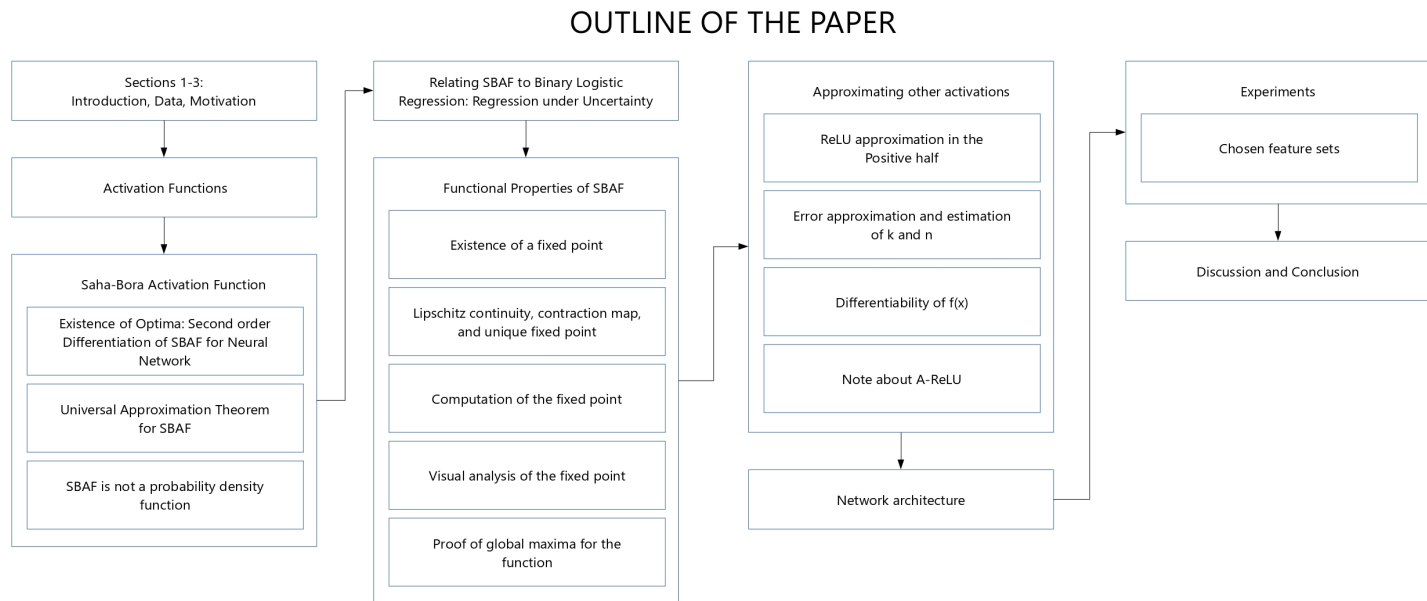 OUTLINE OF THE PAPER
Sections 1-3:
Introduction, Data, Motivation
Activation Functions
Saha-Bora Activation Function
Existence of Optima: Second order
Differentiation of SBAF for Neural
Network
Universal Approximation Theorem
for SBAF
SBAF is not a probability density
function
Relating SBAF to Binary Logistic
Regression: Regression under Uncertainty
Functional Properties of SBAF
Existence of a fixed point
Lipschitz continuity, contraction map,
and unique fixed point
Computation of the fixed point
Visual analysis of the fixed point
Proof of global maxima for the
function
Approximating other activations
ReLU approximation in the
Positive half
Error approximation and estimation
of k and n
Differentiability of f(x)
Note about A-ReLU
Network architecture
Experiments
Chosen feature sets
Discussion and Conclusion